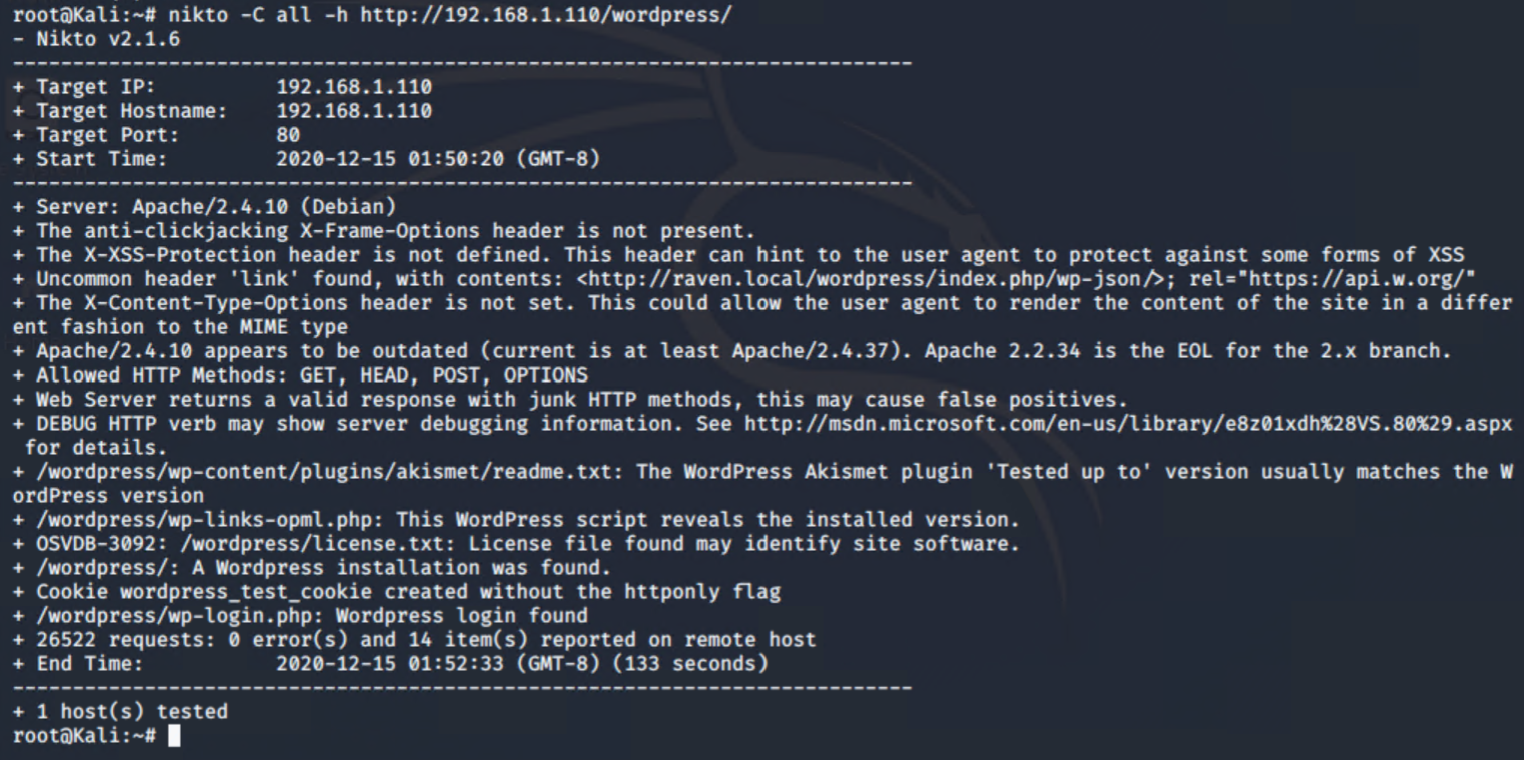 root@Kali:~# nikto -C all -h http://192.168.1.110/wordpress/
- Nikto v2.1.6
---------------------------------------------------------------------------
+ Target IP:          192.168.1.110
+ Target Hostname:    192.168.1.110
+ Target Port:        80
+ Start Time:         2020-12-15 01:50:20 (GMT-8)
---------------------------------------------------------------------------
+ Server: Apache/2.4.10 (Debian)
+ The anti-clickjacking X-Frame-Options header is not present.
+ The X-XSS-Protection header is not defined. This header can hint to the user agent to protect against some forms of XSS
+ Uncommon header 'link' found, with contents: <http://raven.local/wordpress/index.php/wp-json/>; rel="https://api.w.org/"
+ The X-Content-Type-Options header is not set. This could allow the user agent to render the content of the site in a differ
ent fashion to the MIME type
+ Apache/2.4.10 appears to be outdated (current is at least Apache/2.4.37). Apache 2.2.34 is the EOL for the 2.x branch.
+ Allowed HTTP Methods: GET, HEAD, POST, OPTIONS
+ Web Server returns a valid response with junk HTTP methods, this may cause false positives.
+ DEBUG HTTP verb may show server debugging information. See http://msdn.microsoft.com/en-us/library/e8z01xdh%28VS.80%29.aspx
 for details.
+ /wordpress/wp-content/plugins/akismet/readme.txt: The WordPress Akismet plugin 'Tested up to' version usually matches the W
ordPress version
+ /wordpress/wp-links-opml.php: This WordPress script reveals the installed version.
+ OSVDB-3092: /wordpress/license.txt: License file found may identify site software.
+ /wordpress/: A Wordpress installation was found.
+ Cookie wordpress_test_cookie created without the httponly flag
+ /wordpress/wp-login.php: Wordpress login found
+ 26522 requests: 0 error(s) and 14 item(s) reported on remote host
+ End Time:           2020-12-15 01:52:33 (GMT-8) (133 seconds)
---------------------------------------------------------------------------
+ 1 host(s) tested
root@Kali:~#